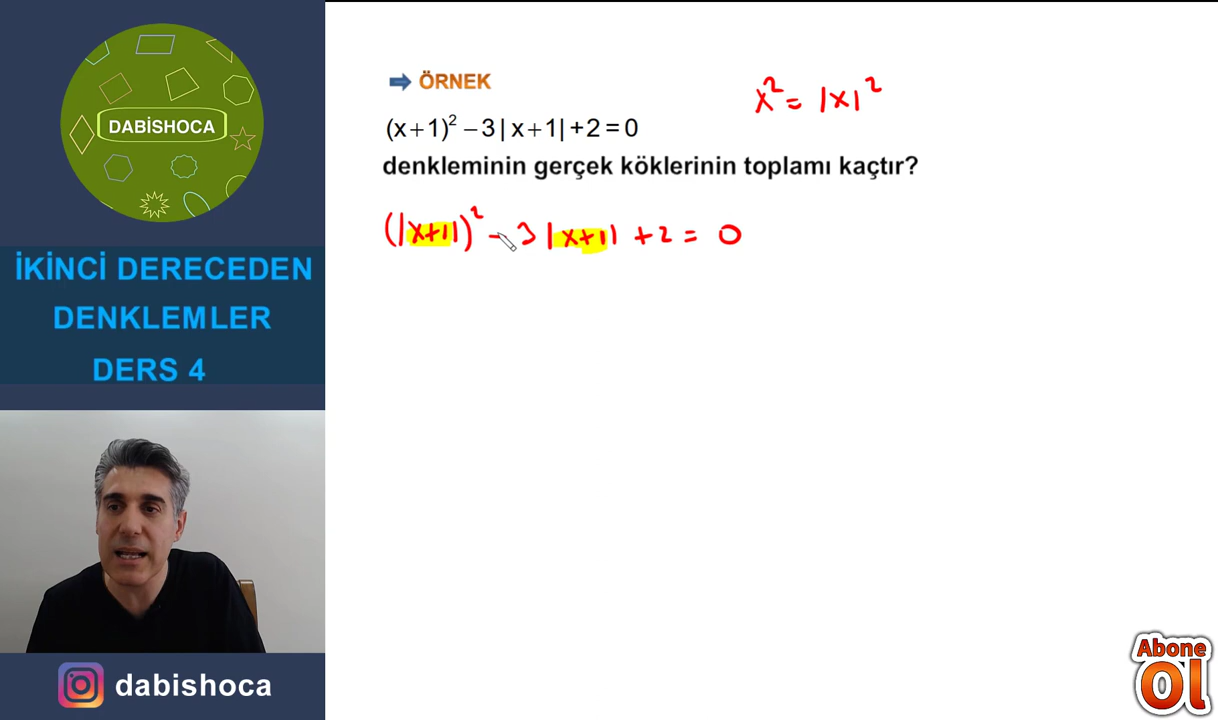 DABİSHOCA
İKİNCİ DERECEDEN
DENKLEMLER
DERS 4
dabishoca
ÖRNEK
x² = |x|²
(x+1)² − 3|x+1| + 2 = 0
denkleminin gerçek köklerinin toplamı kaçtır?
(|x+1|)² − 3|x+1| + 2 = 0
Abone
Ol